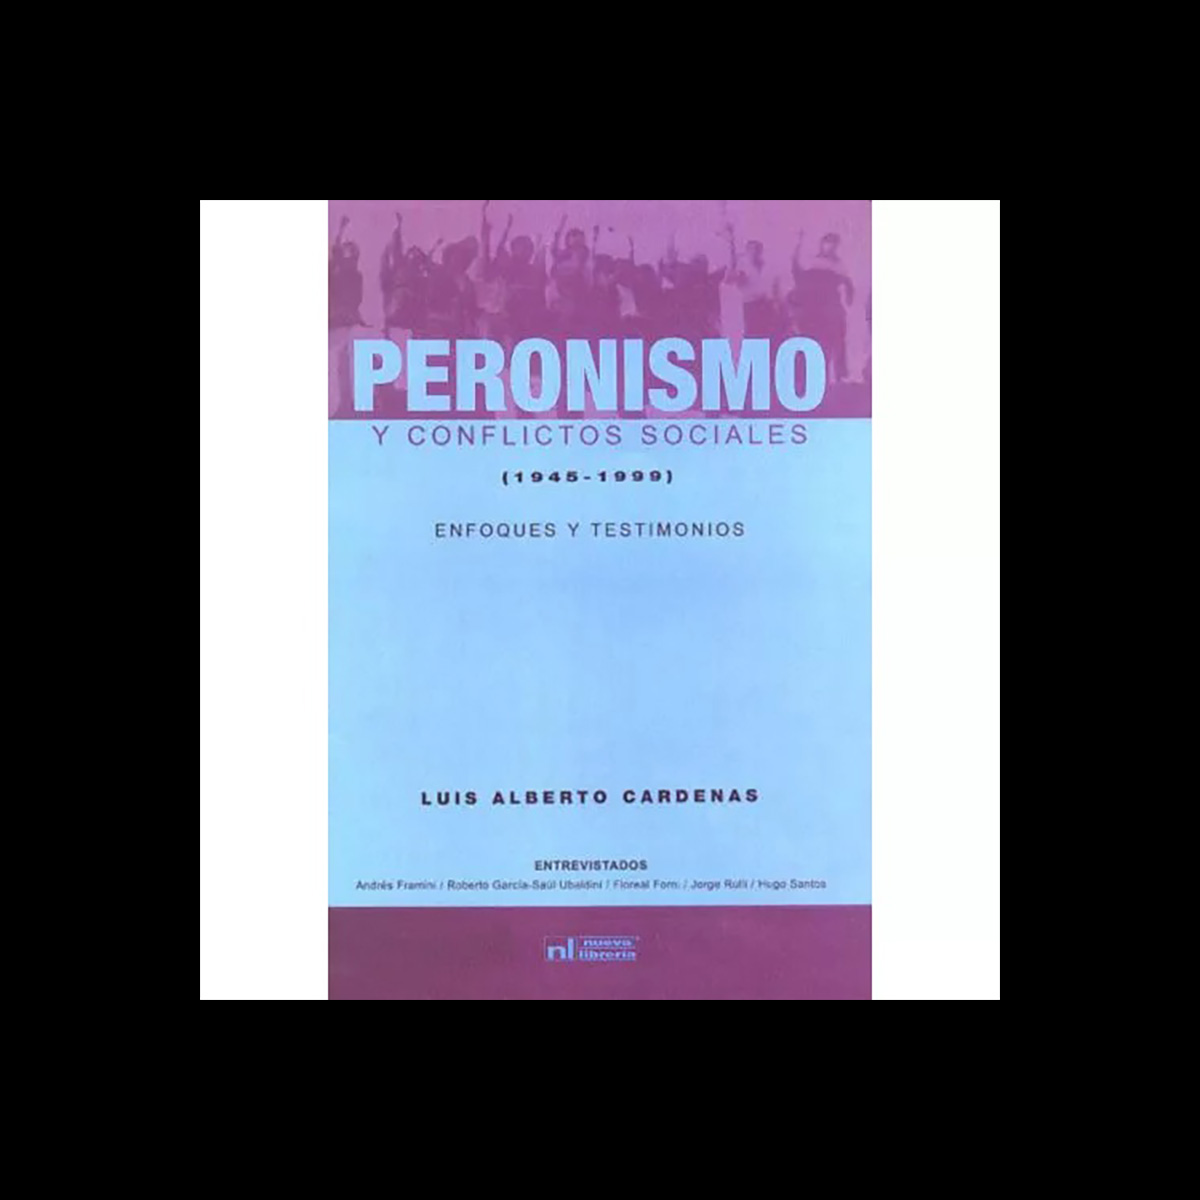 PERONISMO
Y CONFLICTOS SOCIALES
(1945-1999)
ENFOQUES Y TESTIMONIOS
LUIS ALBERTO CARDENAS
ENTREVISTADOS
Andrés Framini / Roberto García-Saúl Ubaldini / Floreal Forni / Jorge Rulli / Hugo Santos
nl nueva
librería